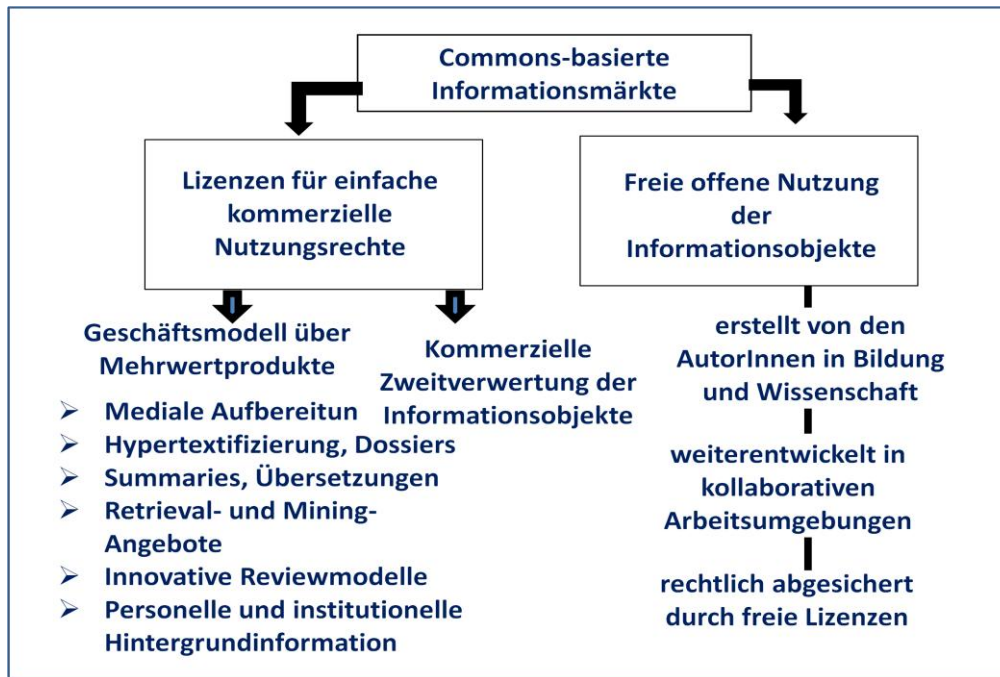 Commons-basierte
Informationsmärkte
Lizenzen für einfache
kommerzielle
Nutzungsrechte
Geschäftsmodell über
Mehrwertprodukte
➢ Mediale Aufbereitun
➢ Hypertextifizierung, Dossiers
➢ Summaries, Übersetzungen
➢ Retrieval- und Mining-
Angebote
➢ Innovative Reviewmodelle
➢ Personelle und institutionelle
Hintergrundinformation
Kommerzielle
Zweitverwertung der
Informationsobjekte
Freie offene Nutzung
der
Informationsobjekte
erstellt von den
AutorInnen in Bildung
und Wissenschaft
weiterentwickelt in
kollaborativen
Arbeitsumgebungen
rechtlich abgesichert
durch freie Lizenzen